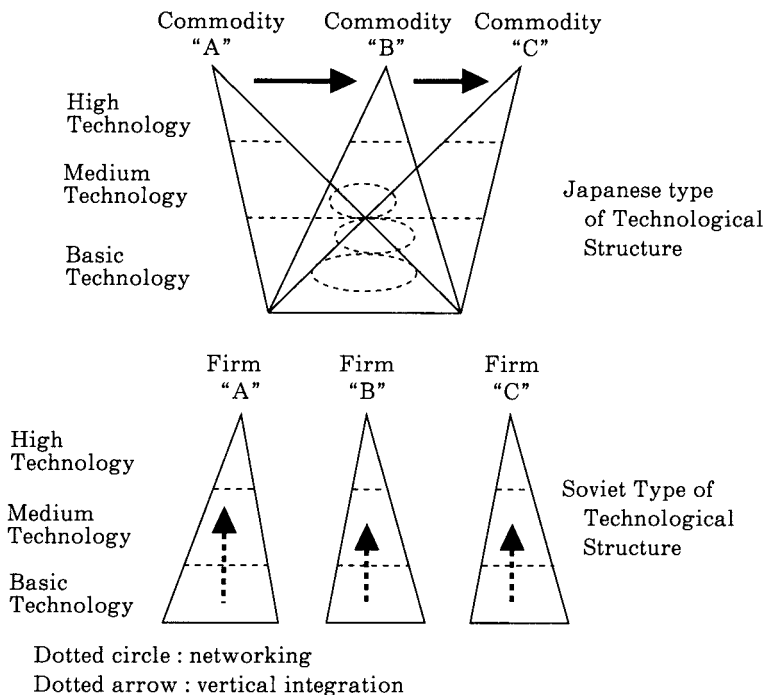 Commodity Commodity Commodity
“A” “B” “C”
High
Technology
Medium
Technology
Basic
Technology
Japanese type
of Technological
Structure
Firm Firm Firm
“A” “B” “C”
High
Technology
Medium
Technology
Basic
Technology
Soviet Type of
Technological
Structure
Dotted circle : networking
Dotted arrow : vertical integration